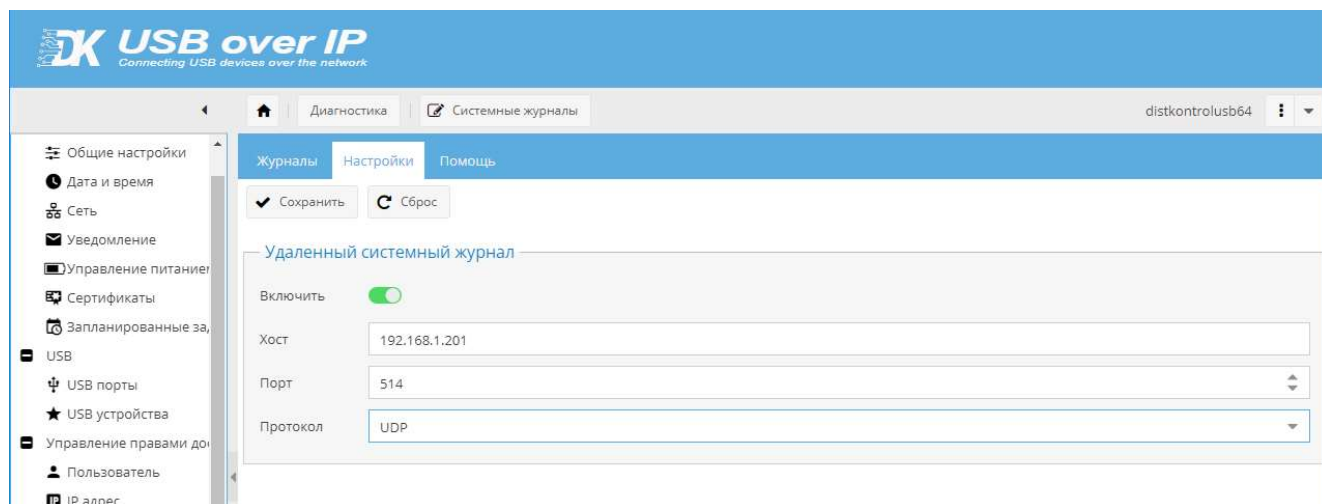 DK USB over IP
Connecting USB devices over the network
Диагностика
Системные журналы
distkontrolusb64
Общие настройки
Дата и время
Сеть
Уведомление
Управление питанием
Сертификаты
Запланированные за
USB
USB порты
USB устройства
Управление правами до
Пользователь
IP адрес
Журналы Настройки Помощь
Сохранить Сброс
Удаленный системный журнал
Включить
Хост 192.168.1.201
Порт 514
Протокол UDP